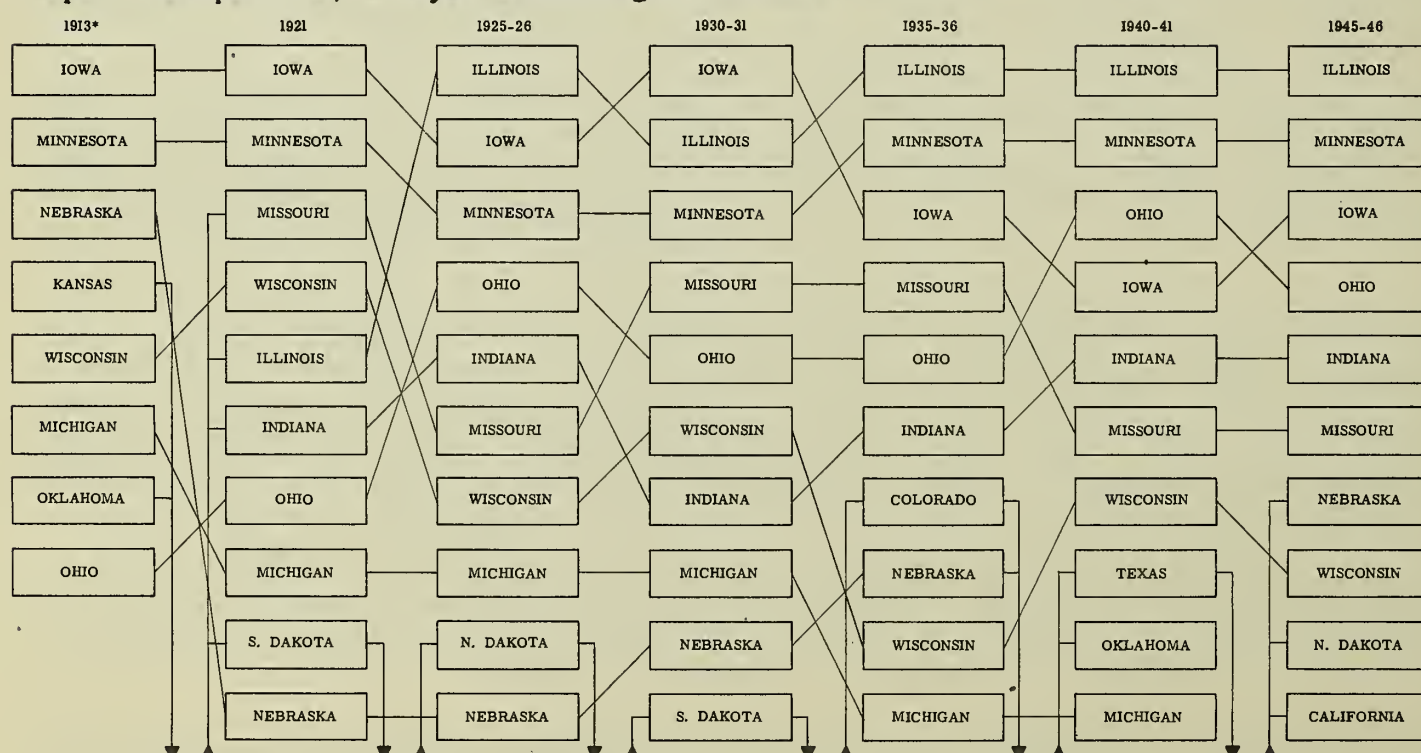 1913* 1921 1925-26 1930-31 1935-36 1940-41 1945-46
IOWA IOWA ILLINOIS IOWA ILLINOIS ILLINOIS ILLINOIS
MINNESOTA MINNESOTA IOWA ILLINOIS MINNESOTA MINNESOTA MINNESOTA
NEBRASKA MISSOURI MINNESOTA MINNESOTA IOWA OHIO IOWA
KANSAS WISCONSIN OHIO MISSOURI MISSOURI IOWA OHIO
WISCONSIN ILLINOIS INDIANA OHIO OHIO INDIANA INDIANA
MICHIGAN INDIANA MISSOURI WISCONSIN INDIANA MISSOURI MISSOURI
OKLAHOMA OHIO WISCONSIN INDIANA COLORADO WISCONSIN NEBRASKA
OHIO MICHIGAN MICHIGAN MICHIGAN NEBRASKA TEXAS WISCONSIN
S. DAKOTA N. DAKOTA NEBRASKA WISCONSIN OKLAHOMA N. DAKOTA
NEBRASKA NEBRASKA S. DAKOTA MICHIGAN MICHIGAN CALIFORNIA